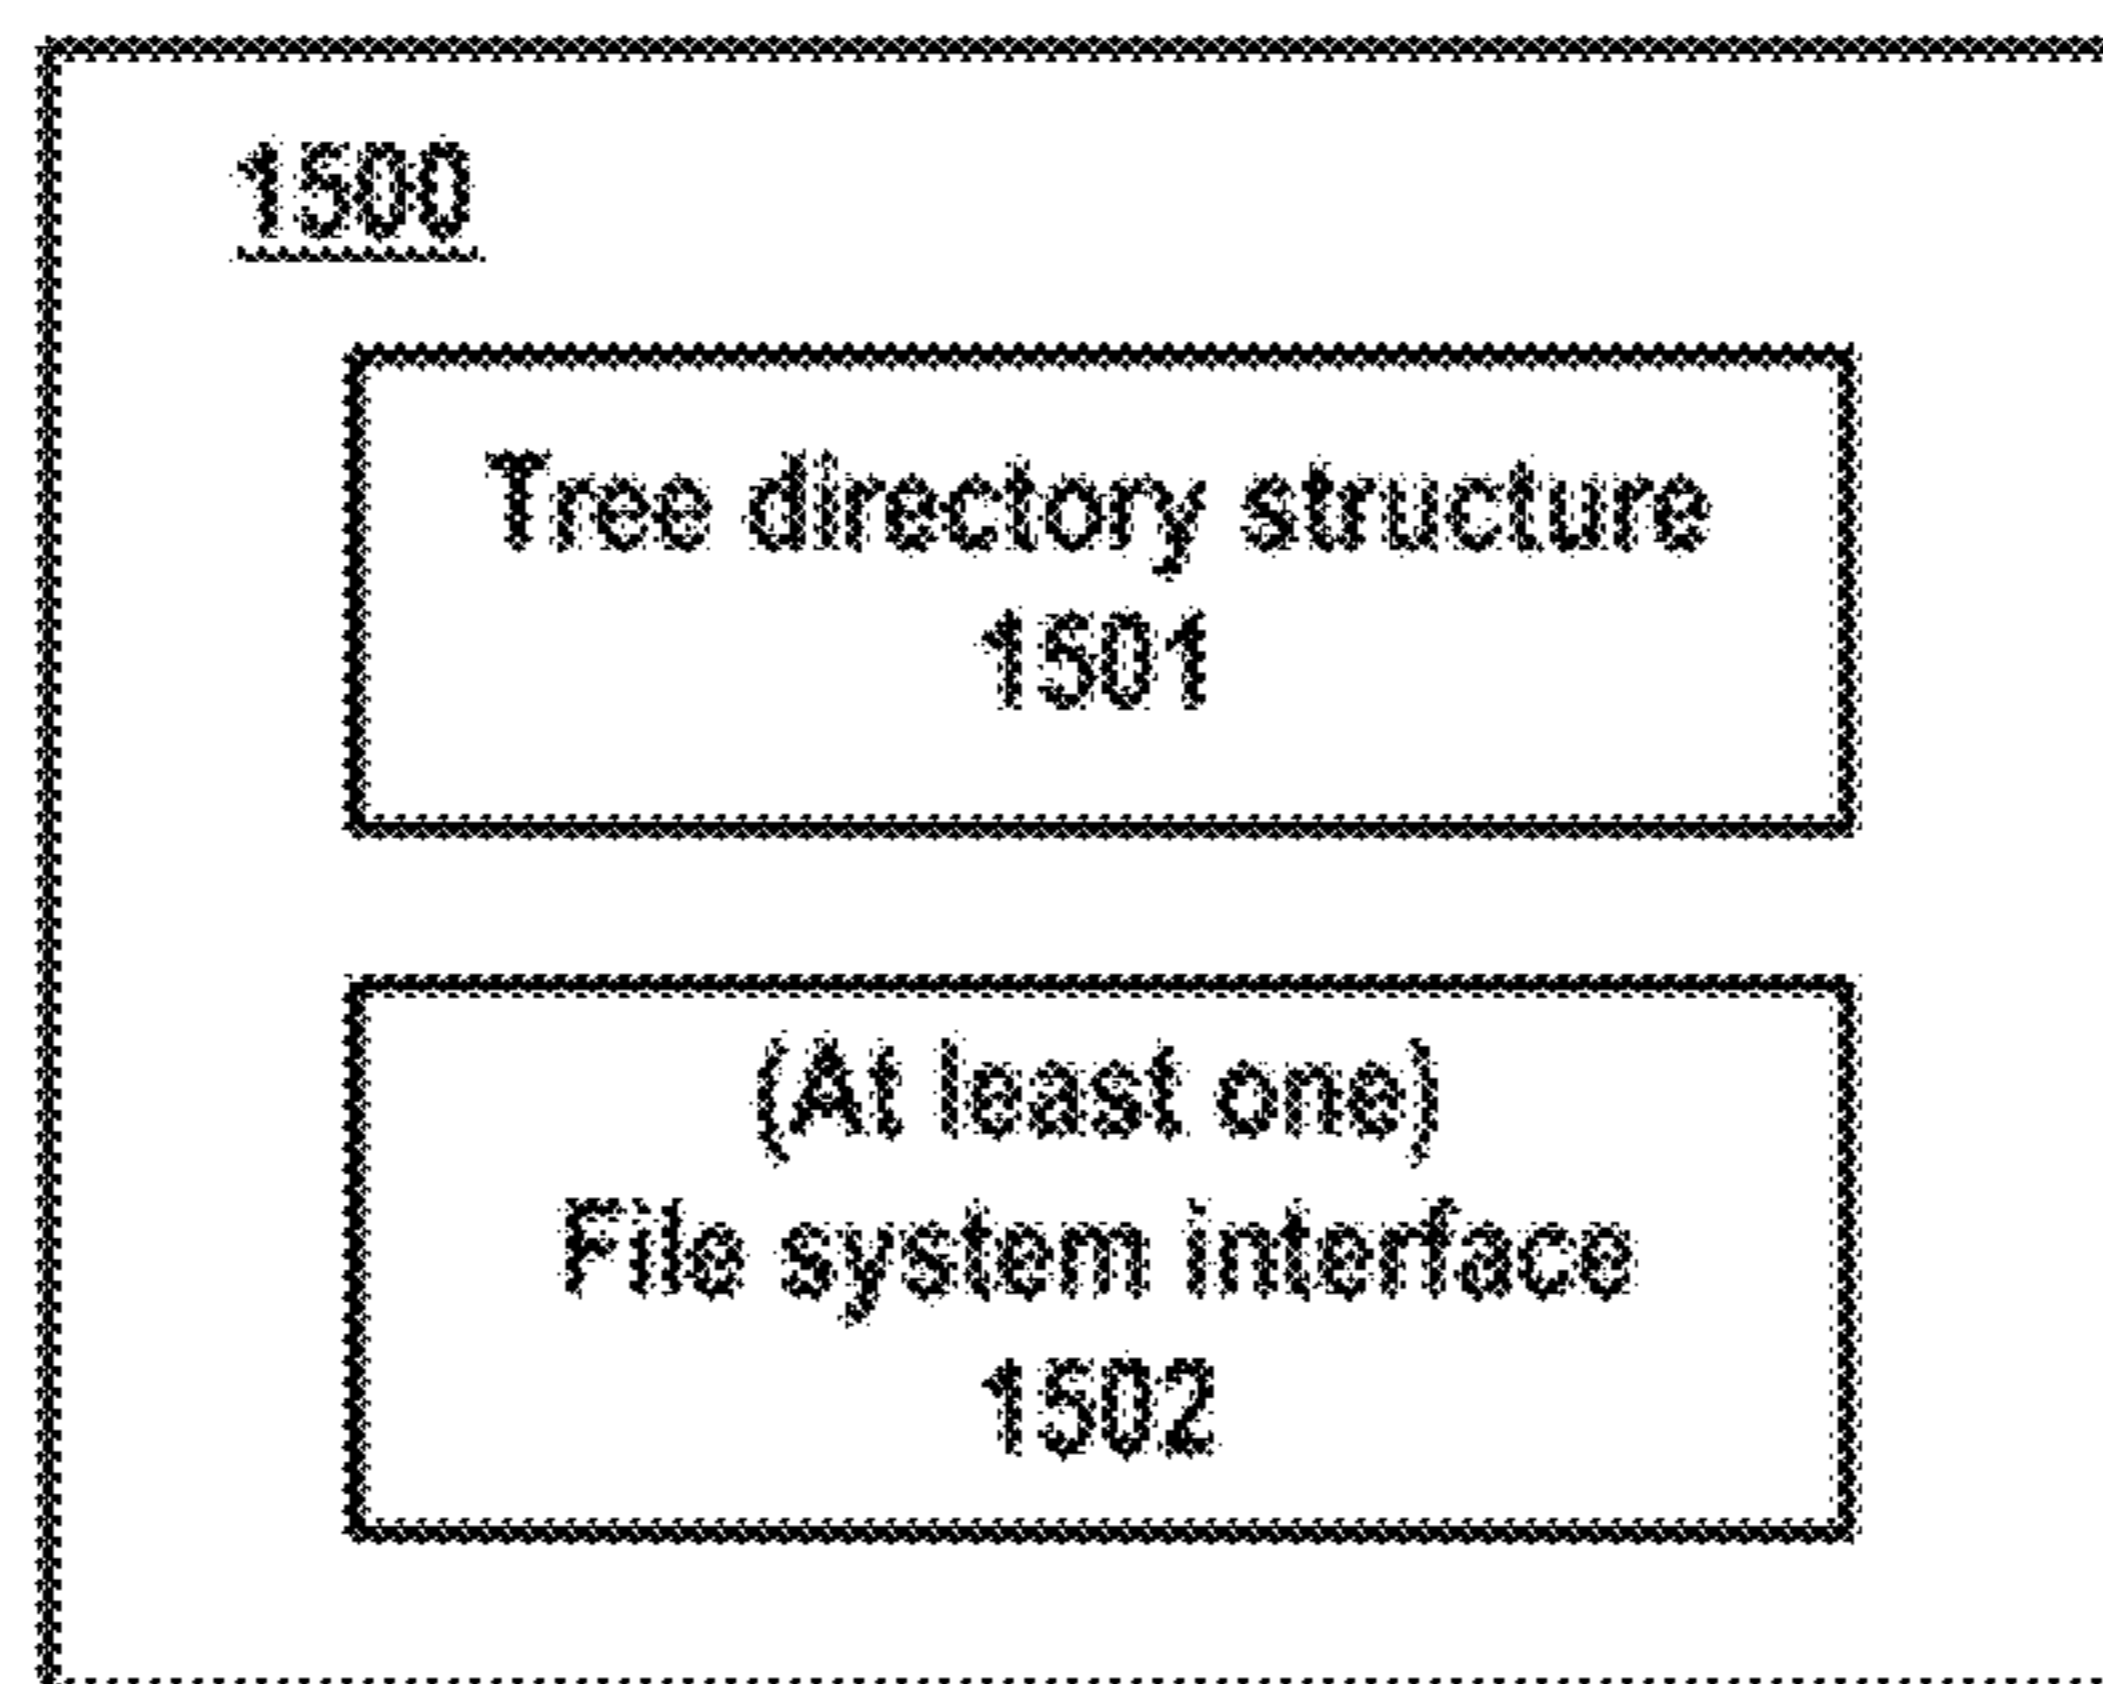 1500
Tree directory structure
1501
(At least one)
File system interface
1502